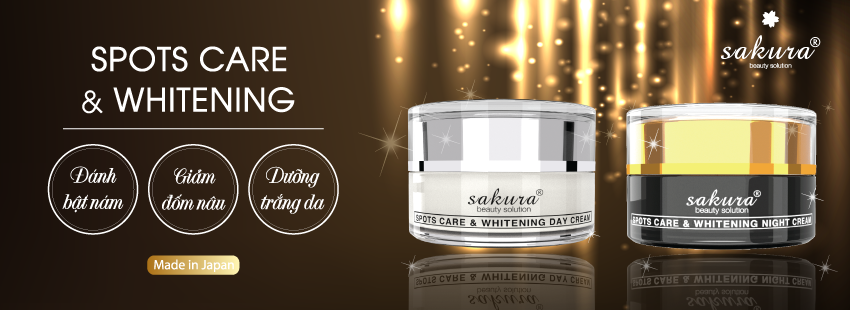 SPOTS CARE
& WHITENING
Đánh
bật nám
Giảm
đốm nâu
Dưỡng
trắng da
Made in Japan
sakura®
beauty solution
sakura®
beauty solution
SPOTS CARE & WHITENING DAY CREAM
sakura®
beauty solution
SPOTS CARE & WHITENING NIGHT CREAM